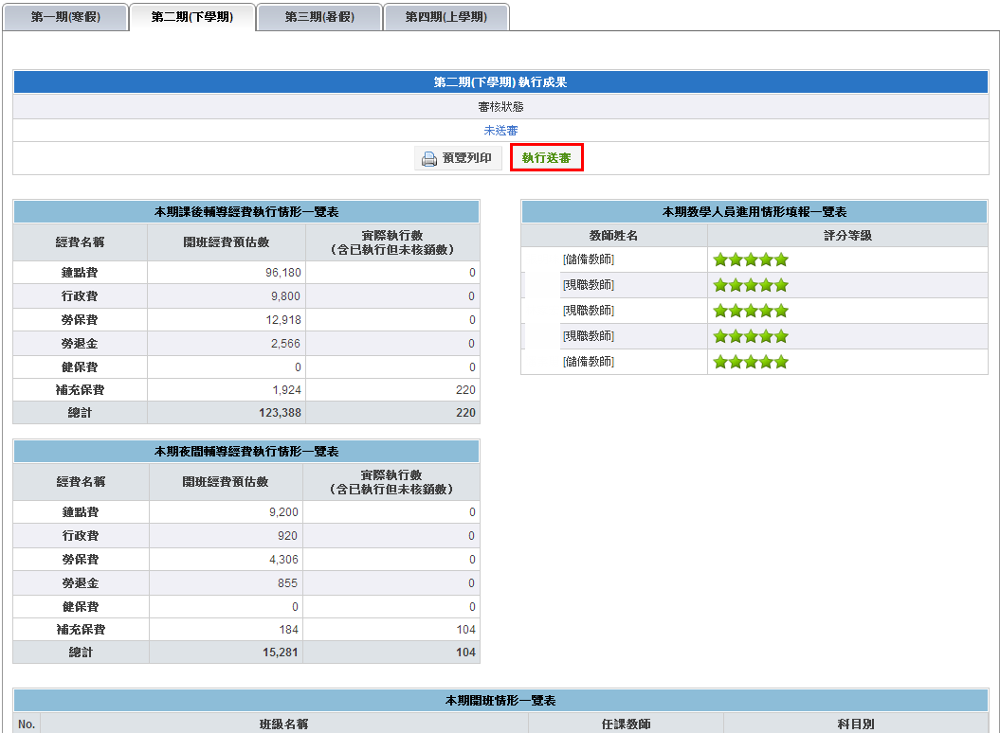 第一期(寒假) 第二期(下學期) 第三期(暑假) 第四期(上學期)
第二期(下學期) 執行成果
審核狀態
未送審
預覽列印 執行送審
本期課後輔導經費執行情形一覽表
經費名稱 開班經費預估數 實際執行數
(含已執行但未核銷數)
鐘點費 96,180 0
行政費 9,800 0
勞保費 12,918 0
勞退金 2,566 0
健保費 0 0
補充保費 1,924 220
總計 123,388 220
本期教學人員進用情形填報一覽表
教師姓名 評分等級
[儲備教師]
[現職教師]
[現職教師]
[現職教師]
[儲備教師]
本期夜間輔導經費執行情形一覽表
經費名稱 開班經費預估數 實際執行數
(含已執行但未核銷數)
鐘點費 9,200 0
行政費 920 0
勞保費 4,306 0
勞退金 855 0
健保費 0 0
補充保費 184 104
總計 15,281 104
本期開班情形一覽表
No. 班級名稱 任課教師 科目別